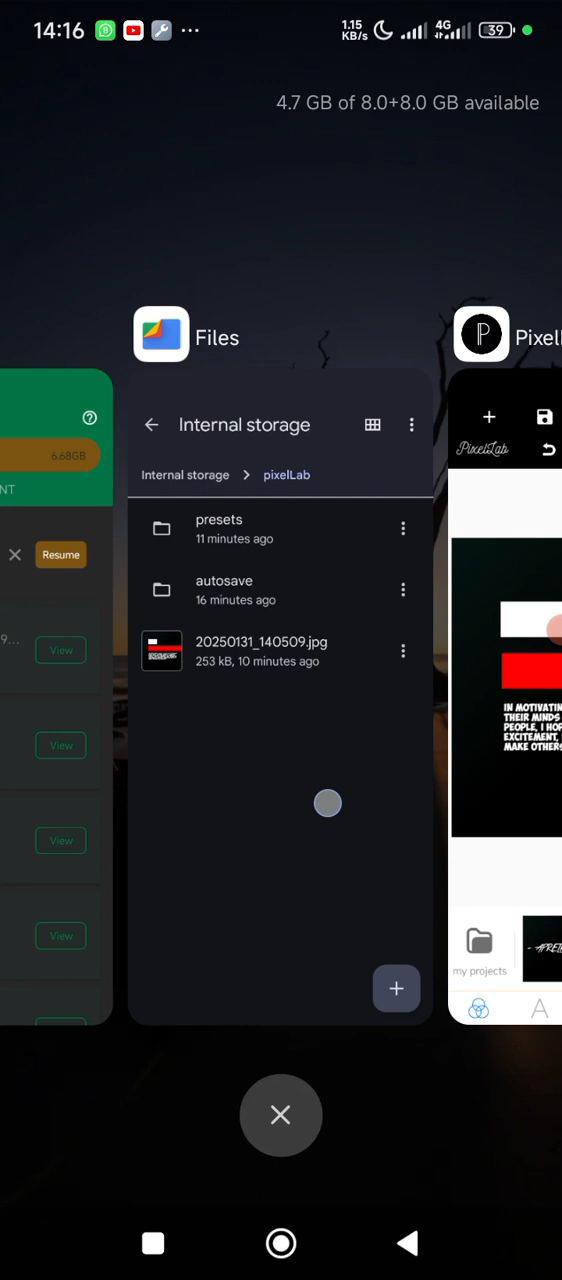 14:16
1.15
KB/s
4G
39
4.7 GB of 8.0+8.0 GB available
Files
Internal storage
Internal storage
pixelLab
presets
11 minutes ago
autosave
16 minutes ago
20250131_140509.jpg
253 kB, 10 minutes ago
6.68GB
NT
Resume
9...
View
View
View
View
PixelLab
IN MOTIVATIN
THEIR MINDS
PEOPLE, I HOP
EXCITEMENT,
MAKE OTHERS
my projects